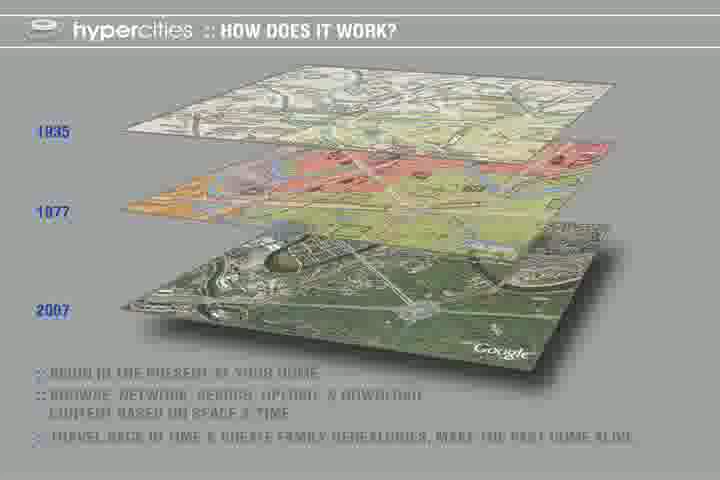 hypercities :: HOW DOES IT WORK?
1935
1977
2007
Google
:: BEGIN IN THE PRESENT AT YOUR HOME
:: BROWSE, NETWORK, SEARCH, UPLOAD, & DOWNLOAD
CONTENT BASED ON SPACE & TIME
:: TRAVEL BACK IN TIME & CREATE FAMILY GENEALOGIES, MAKE THE PAST COME ALIVE